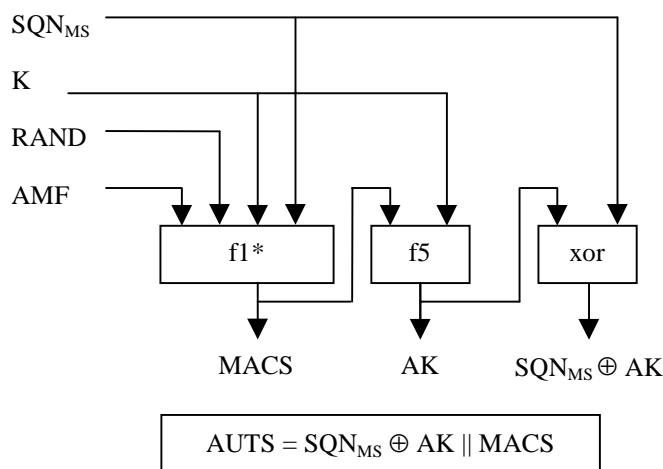 SQN_MS
K
RAND
AMF
f1*
f5
xor
MACS
AK
SQN_MS ⊕ AK
AUTS = SQN_MS ⊕ AK || MACS